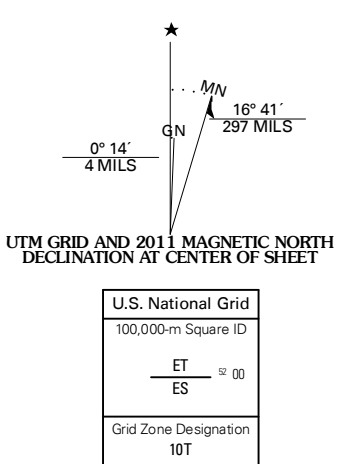 ★
MN
GN
16° 41´
297 MILS
0° 14´
4 MILS
UTM GRID AND 2011 MAGNETIC NORTH
DECLINATION AT CENTER OF SHEET
U.S. National Grid
100,000-m Square ID
ET
ES
52 00
Grid Zone Designation
10T